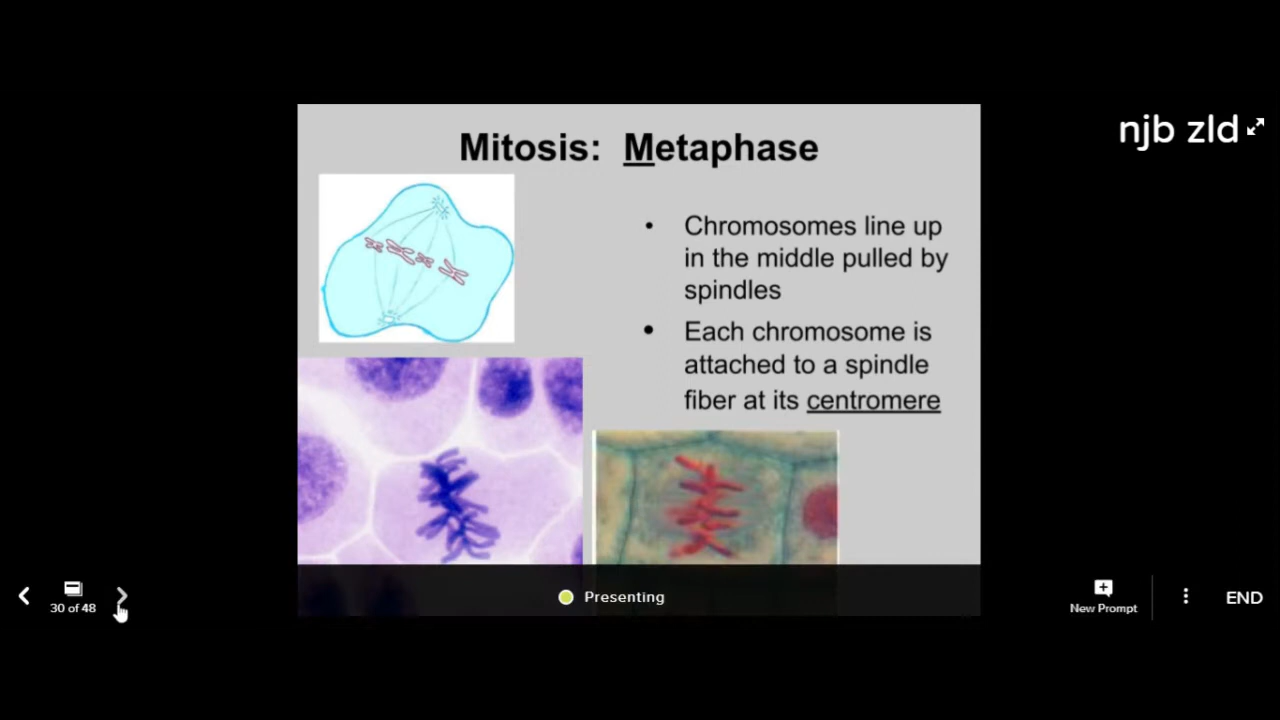 Mitosis: Metaphase
njb zld
• Chromosomes line up
in the middle pulled by
spindles
• Each chromosome is
attached to a spindle
fiber at its centromere
30 of 48
Presenting
New Prompt
END